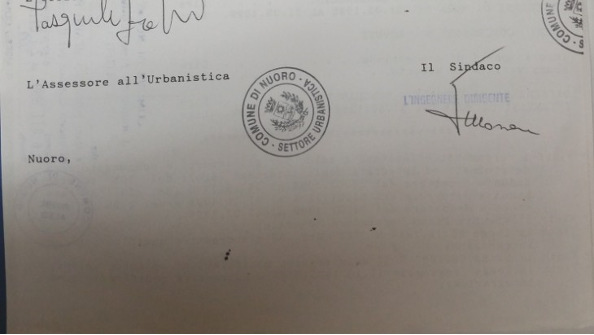 Pasquale
L'Assessore all'Urbanistica
Il Sindaco
L'INGEGNERE DIRIGENTE
COMUNE DI NUORO - SETTORE URBANISTICA -
Nuoro,